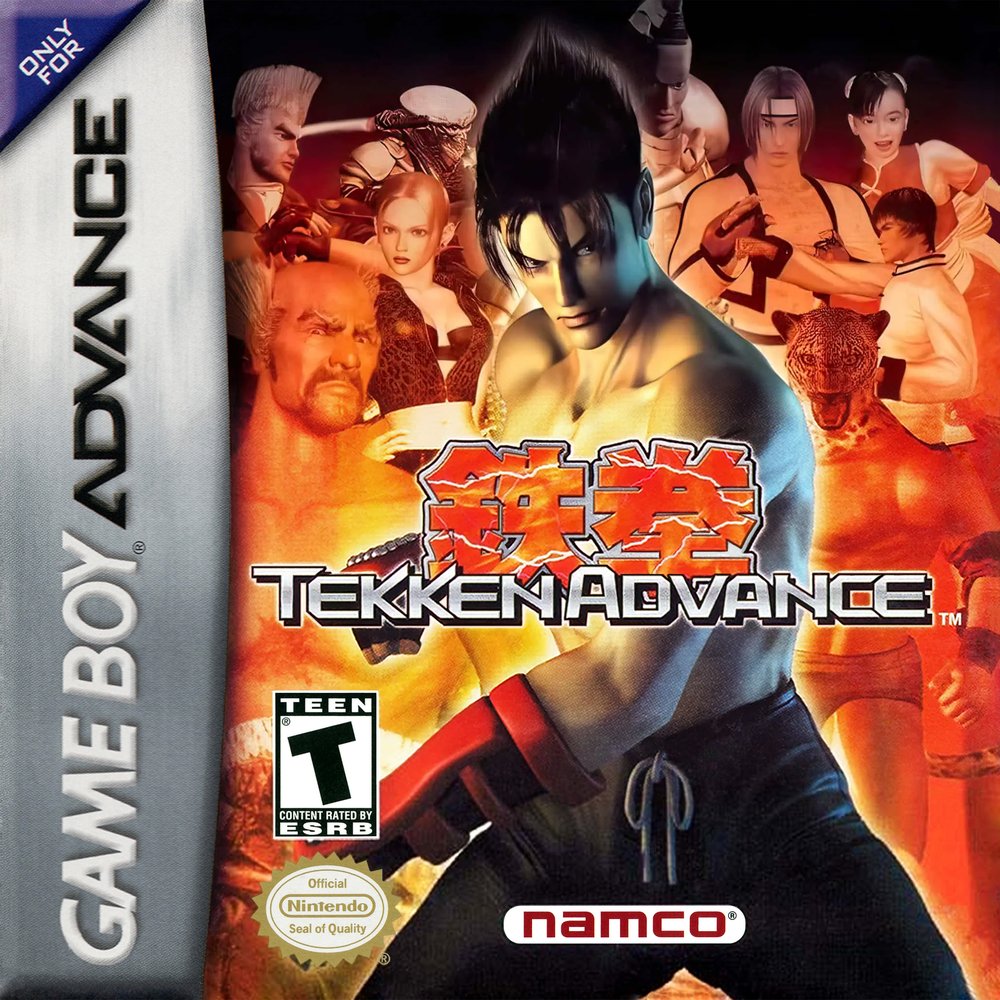 ONLY
FOR
GAME BOY ADVANCE
®
鉄拳
TEKKEN ADVANCE™
TEEN
®
T
CONTENT RATED BY
ESRB
Official
Nintendo
Seal of Quality
®
namco®